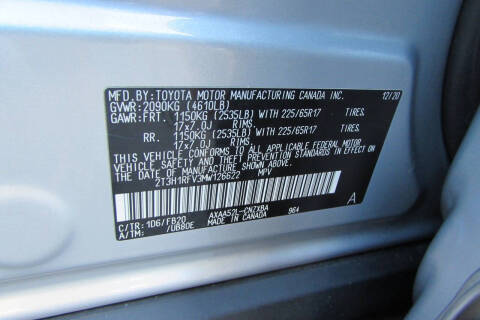 MFD. BY: TOYOTA MOTOR MANUFACTURING CANADA INC. 12/20
GVWR: 2090KG (4610LB)
GAWR: FRT. 1150KG (2535LB) WITH 225/65R17
17x7.0J RIMS.
RR. 1150KG (2535LB) WITH 225/65R17
17x7.0J RIMS.
THIS VEHICLE CONFORMS TO ALL APPLICABLE FEDERAL MOTOR
VEHICLE SAFETY AND THEFT PREVENTION STANDARDS IN EFFECT
ON THE DATE OF MANUFACTURE SHOWN ABOVE.
2T3H1RFV3MW126622 MPV
A
C/TR: 1D6/FB20 AXAA52L-CNZXBA 964
A/TM: /UB80E MADE IN CANADA